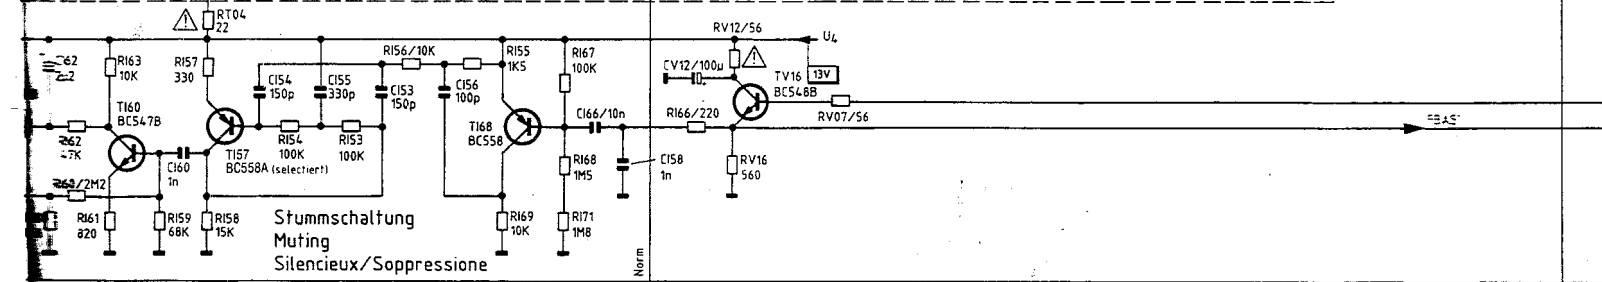 RT04
22
RV12/56
U4
R163
10K
R157
330
R156/10K
R155
1K5
R167
100K
CV12/100µ
13V
TV16
BC548B
C154
150p
C155
330p
C153
150p
C156
100p
T160
BC547B
C166/10n
R166/220
RV07/56
T168
BC558
R154
100K
R153
100K
T157
BC558A (selectiert)
C160
1n
R168
1M5
C158
1n
RV16
560
R161
820
R159
68K
R158
15K
R169
10K
R171
1M8
Stummschaltung
Muting
Silencieux/Soppressione
Norm